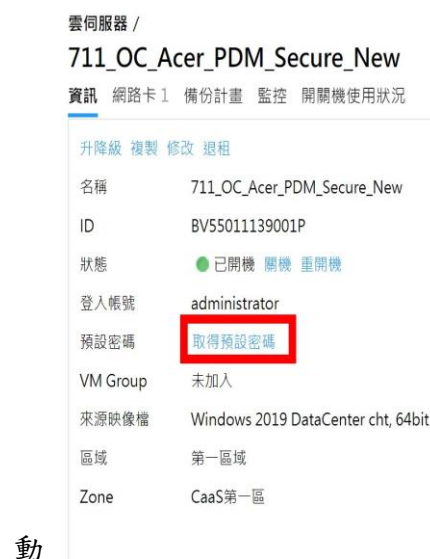 雲伺服器 /
711_OC_Acer_PDM_Secure_New
資訊 網路卡 1 備份計畫 監控 開關機使用狀況
升降級 複製 修改 退租
名稱 711_OC_Acer_PDM_Secure_New
ID BV55011139001P
狀態 已開機 關機 重開機
登入帳號 administrator
預設密碼 取得預設密碼
VM Group 未加入
來源映像檔 Windows 2019 DataCenter cht, 64bit
區域 第一區域
Zone CaaS第一區
動